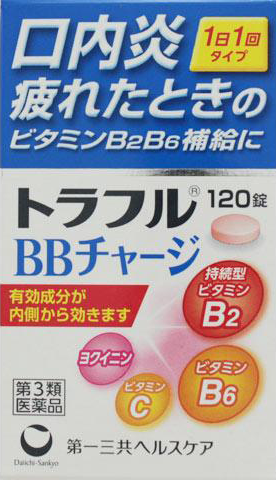 口内炎
1日1回
タイプ
疲れたときの
ビタミンB2B6補給に
トラフル® 120錠
BBチャージ
有効成分が
内側から効きます
持続型
ビタミン
B2
ヨクイニン
ビタミン
C
ビタミン
B6
第3類
医薬品
Daiichi-Sankyo
第一三共ヘルスケア